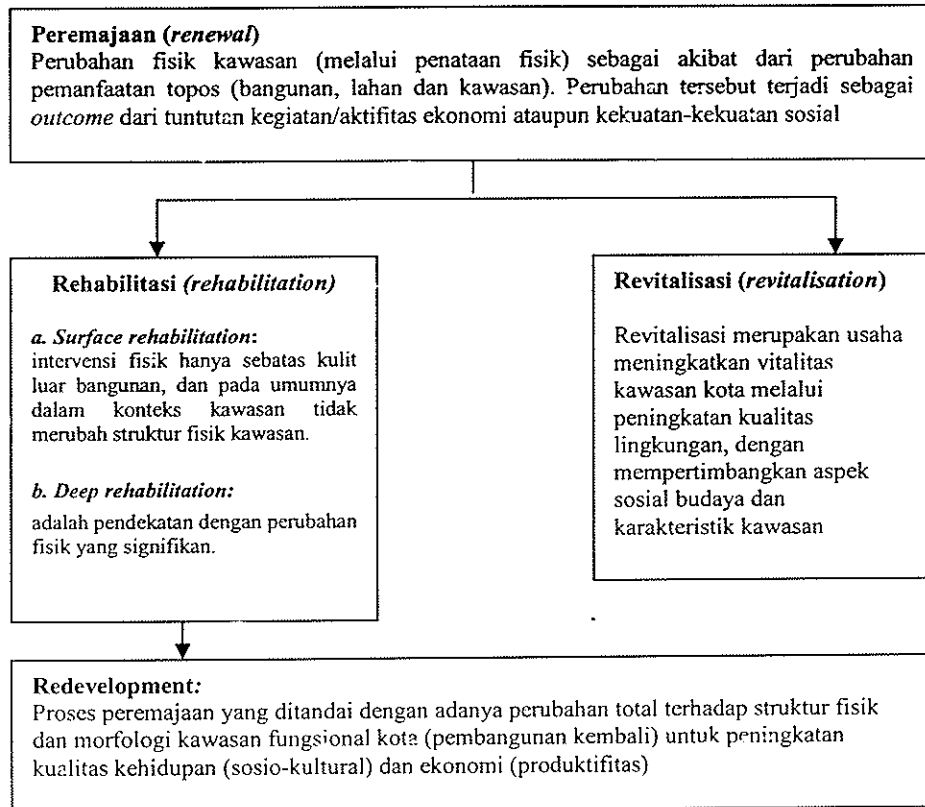 Peremajaan (renewal)
Perubahan fisik kawasan (melalui penataan fisik) sebagai akibat dari perubahan
pemanfaatan topos (bangunan, lahan dan kawasan). Perubahan tersebut terjadi sebagai
outcome dari tuntutan kegiatan/aktifitas ekonomi ataupun kekuatan-kekuatan sosial
Rehabilitasi (rehabilitation)
a. Surface rehabilitation:
intervensi fisik hanya sebatas kulit
luar bangunan, dan pada umumnya
dalam konteks kawasan tidak
merubah struktur fisik kawasan.
b. Deep rehabilitation:
adalah pendekatan dengan perubahan
fisik yang signifikan.
Revitalisasi (revitalisation)
Revitalisasi merupakan usaha
meningkatkan vitalitas
kawasan kota melalui
peningkatan kualitas
lingkungan, dengan
mempertimbangkan aspek
sosial budaya dan
karakteristik kawasan
Redevelopment:
Proses peremajaan yang ditandai dengan adanya perubahan total terhadap struktur fisik
dan morfologi kawasan fungsional kota (pembangunan kembali) untuk peningkatan
kualitas kehidupan (sosio-kultural) dan ekonomi (produktifitas)